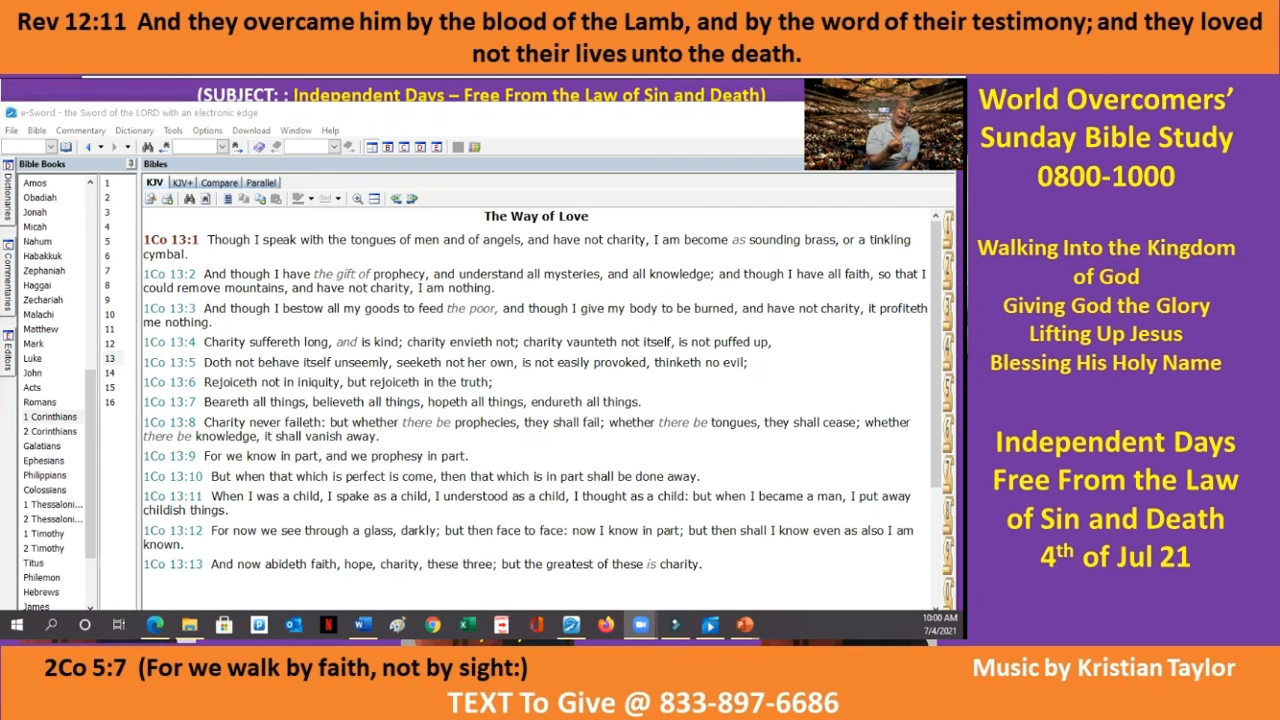 Rev 12:11 And they overcame him by the blood of the Lamb, and by the word of their testimony; and they loved
not their lives unto the death.
(SUBJECT: : Independent Days – Free From the Law of Sin and Death)
e-Sword - the Sword of the LORD with an electronic edge
File Bible Commentary Dictionary Tools Options Download Window Help
B C D E
Bible Books
Bibles
Dictionaries
Commentaries
Editors
KJV KJV+ Compare Parallel
Amos 1
Obadiah 2
Jonah 3
Micah 4
Nahum 5
Habakkuk 6
Zephaniah 7
Haggai 8
Zechariah 9
Malachi 10
Matthew 11
Mark 12
Luke 13
John 14
Acts 15
Romans 16
1 Corinthians
2 Corinthians
Galatians
Ephesians
Philippians
Colossians
1 Thessaloni...
2 Thessaloni...
1 Timothy
2 Timothy
Titus
Philemon
Hebrews
James
The Way of Love
1Co 13:1 Though I speak with the tongues of men and of angels, and have not charity, I am become as sounding brass, or a tinkling
cymbal.
1Co 13:2 And though I have the gift of prophecy, and understand all mysteries, and all knowledge; and though I have all faith, so that I
could remove mountains, and have not charity, I am nothing.
1Co 13:3 And though I bestow all my goods to feed the poor, and though I give my body to be burned, and have not charity, it profiteth
me nothing.
1Co 13:4 Charity suffereth long, and is kind; charity envieth not; charity vaunteth not itself, is not puffed up,
1Co 13:5 Doth not behave itself unseemly, seeketh not her own, is not easily provoked, thinketh no evil;
1Co 13:6 Rejoiceth not in iniquity, but rejoiceth in the truth;
1Co 13:7 Beareth all things, believeth all things, hopeth all things, endureth all things.
1Co 13:8 Charity never faileth: but whether there be prophecies, they shall fail; whether there be tongues, they shall cease; whether
there be knowledge, it shall vanish away.
1Co 13:9 For we know in part, and we prophesy in part.
1Co 13:10 But when that which is perfect is come, then that which is in part shall be done away.
1Co 13:11 When I was a child, I spake as a child, I understood as a child, I thought as a child: but when I became a man, I put away
childish things.
1Co 13:12 For now we see through a glass, darkly; but then face to face: now I know in part; but then shall I know even as also I am
known.
1Co 13:13 And now abideth faith, hope, charity, these three; but the greatest of these is charity.
10:00 AM
7/4/2021
World Overcomers’
Sunday Bible Study
0800-1000
Walking Into the Kingdom
of God
Giving God the Glory
Lifting Up Jesus
Blessing His Holy Name
Independent Days
Free From the Law
of Sin and Death
4th of Jul 21
2Co 5:7 (For we walk by faith, not by sight:)
Music by Kristian Taylor
TEXT To Give @ 833-897-6686